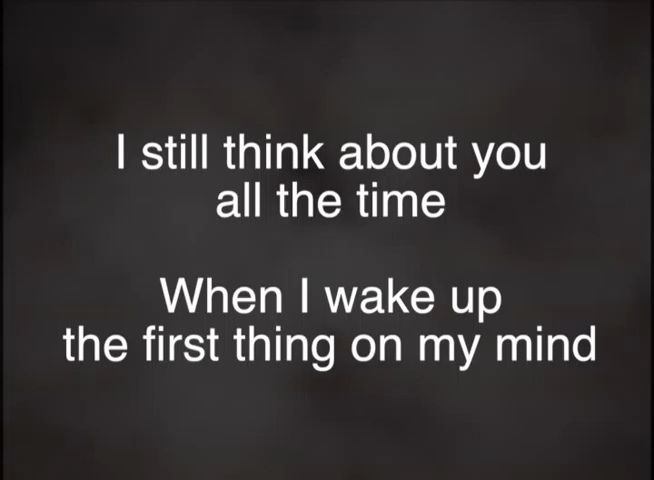 I still think about you
all the time
When I wake up
the first thing on my mind